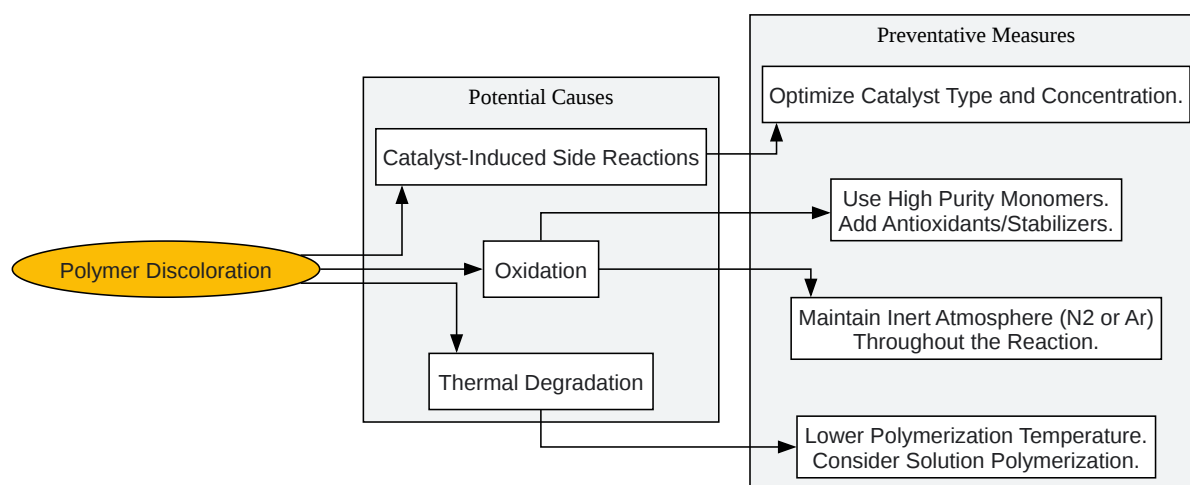 Polymer Discoloration
Potential Causes
Catalyst-Induced Side Reactions
Oxidation
Thermal Degradation
Preventative Measures
Optimize Catalyst Type and Concentration.
Use High Purity Monomers.
Add Antioxidants/Stabilizers.
Maintain Inert Atmosphere (N2 or Ar)
Throughout the Reaction.
Lower Polymerization Temperature.
Consider Solution Polymerization.